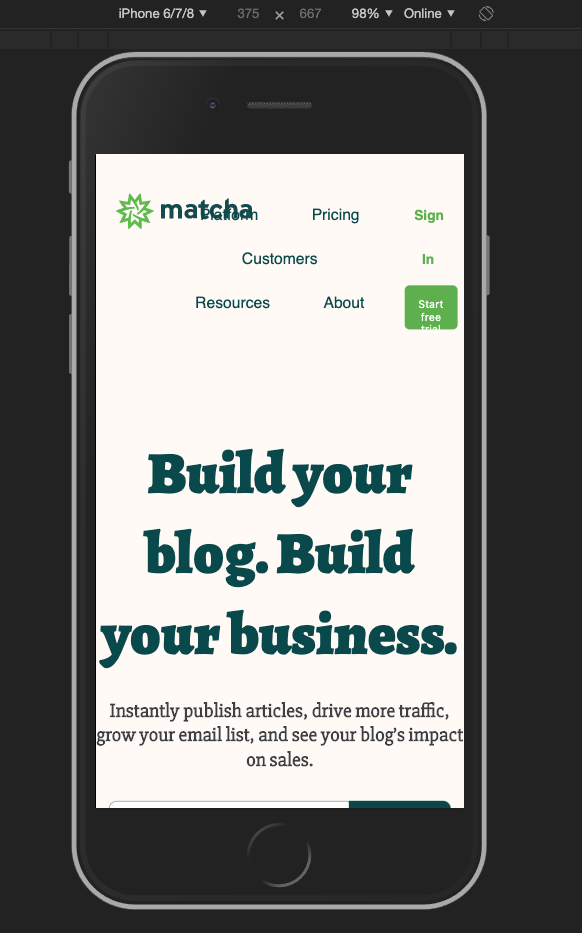 iPhone 6/7/8 ▼ 375 × 667 98% ▼ Online ▼
matcha
Platform Pricing Sign
Customers In
Resources About Start
free
trial
Build your
blog. Build
your business.
Instantly publish articles, drive more traffic,
grow your email list, and see your blog's impact
on sales.